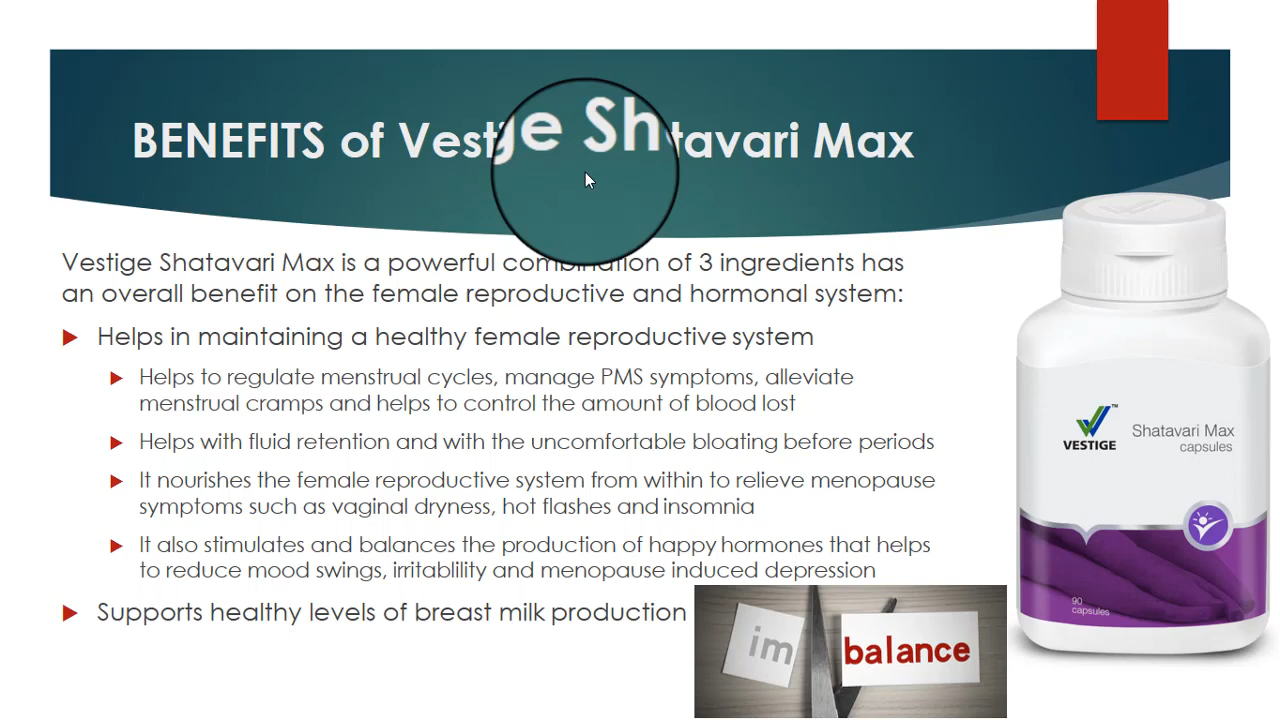 BENEFITS of Vestige Shatavari Max
Vestige Shatavari Max is a powerful combination of 3 ingredients has
an overall benefit on the female reproductive and hormonal system:
Helps in maintaining a healthy female reproductive system
Helps to regulate menstrual cycles, manage PMS symptoms, alleviate
menstrual cramps and helps to control the amount of blood lost
Helps with fluid retention and with the uncomfortable bloating before periods
It nourishes the female reproductive system from within to relieve menopause
symptoms such as vaginal dryness, hot flashes and insomnia
It also stimulates and balances the production of happy hormones that helps
to reduce mood swings, irritablility and menopause induced depression
Supports healthy levels of breast milk production
im balance
VESTIGE™
Shatavari Max
capsules
90
capsules